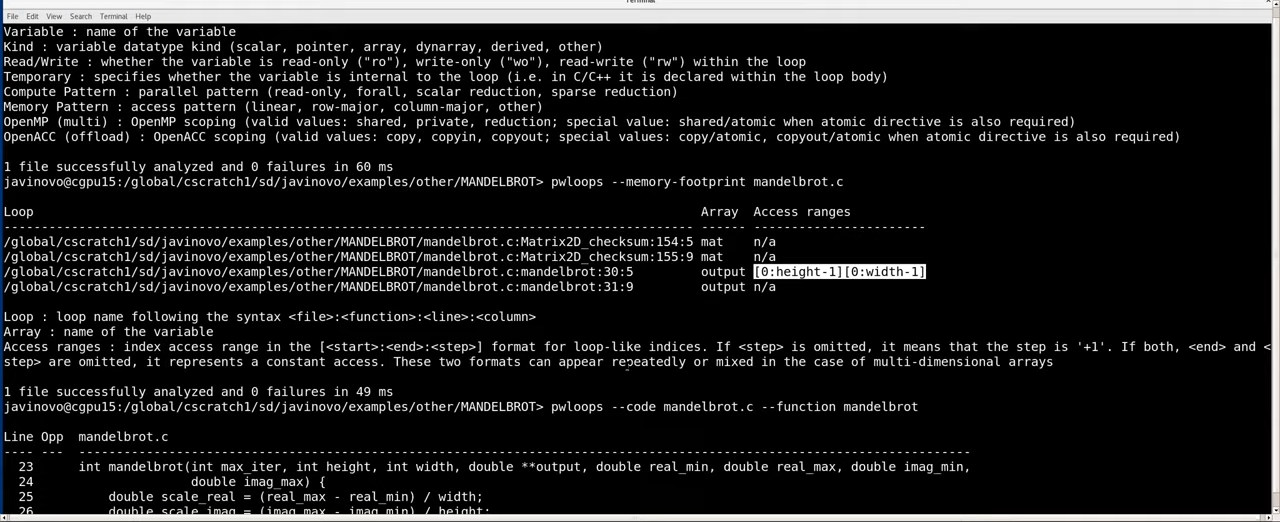 Terminal
File Edit View Search Terminal Help
Variable : name of the variable
Kind : variable datatype kind (scalar, pointer, array, dynarray, derived, other)
Read/Write : whether the variable is read-only ("ro"), write-only ("wo"), read-write ("rw") within the loop
Temporary : specifies whether the variable is internal to the loop (i.e. in C/C++ it is declared within the loop body)
Compute Pattern : parallel pattern (read-only, forall, scalar reduction, sparse reduction)
Memory Pattern : access pattern (linear, row-major, column-major, other)
OpenMP (multi) : OpenMP scoping (valid values: shared, private, reduction; special value: shared/atomic when atomic directive is also required)
OpenACC (offload) : OpenACC scoping (valid values: copy, copyin, copyout; special values: copy/atomic, copyout/atomic when atomic directive is also required)
1 file successfully analyzed and 0 failures in 60 ms
javinovo@cgpu15:/global/cscratch1/sd/javinovo/examples/other/MANDELBROT> pwloops --memory-footprint mandelbrot.c
Loop Array Access ranges
---------------------------------------------------------------------------------------- ------ -----------------------
/global/cscratch1/sd/javinovo/examples/other/MANDELBROT/mandelbrot.c:Matrix2D_checksum:154:5 mat n/a
/global/cscratch1/sd/javinovo/examples/other/MANDELBROT/mandelbrot.c:Matrix2D_checksum:155:9 mat n/a
/global/cscratch1/sd/javinovo/examples/other/MANDELBROT/mandelbrot.c:mandelbrot:30:5 output [0:height-1][0:width-1]
/global/cscratch1/sd/javinovo/examples/other/MANDELBROT/mandelbrot.c:mandelbrot:31:9 output n/a
Loop : loop name following the syntax <file>:<function>:<line>:<column>
Array : name of the variable
Access ranges : index access range in the [<start>:<end>:<step>] format for loop-like indices. If <step> is omitted, it means that the step is '+1'. If both, <end> and <
step> are omitted, it represents a constant access. These two formats can appear repeatedly or mixed in the case of multi-dimensional arrays
1 file successfully analyzed and 0 failures in 49 ms
javinovo@cgpu15:/global/cscratch1/sd/javinovo/examples/other/MANDELBROT> pwloops --code mandelbrot.c --function mandelbrot
Line Opp mandelbrot.c
---- --- -----------------------------------------------------------------------------------------------
23 int mandelbrot(int max_iter, int height, int width, double **output, double real_min, double real_max, double imag_min,
24 double imag_max) {
25 double scale_real = (real_max - real_min) / width;
26 double scale_imag = (imag_max - imag_min) / height;